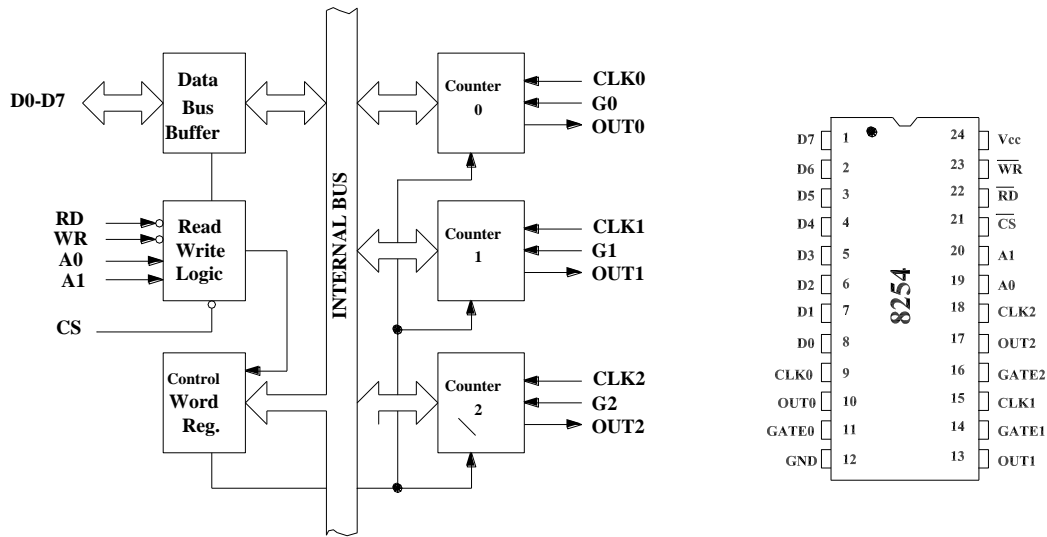 D0-D7
Data
Bus
Buffer
RD
WR
A0
A1
CS
Read
Write
Logic
Control
Word
Reg.
INTERNAL BUS
Counter
0
CLK0
G0
OUT0
Counter
1
CLK1
G1
OUT1
Counter
2
CLK2
G2
OUT2
8254
D7 1
D6 2
D5 3
D4 4
D3 5
D2 6
D1 7
D0 8
CLK0 9
OUT0 10
GATE0 11
GND 12
24 Vcc
23 WR
22 RD
21 CS
20 A1
19 A0
18 CLK2
17 OUT2
16 GATE2
15 CLK1
14 GATE1
13 OUT1